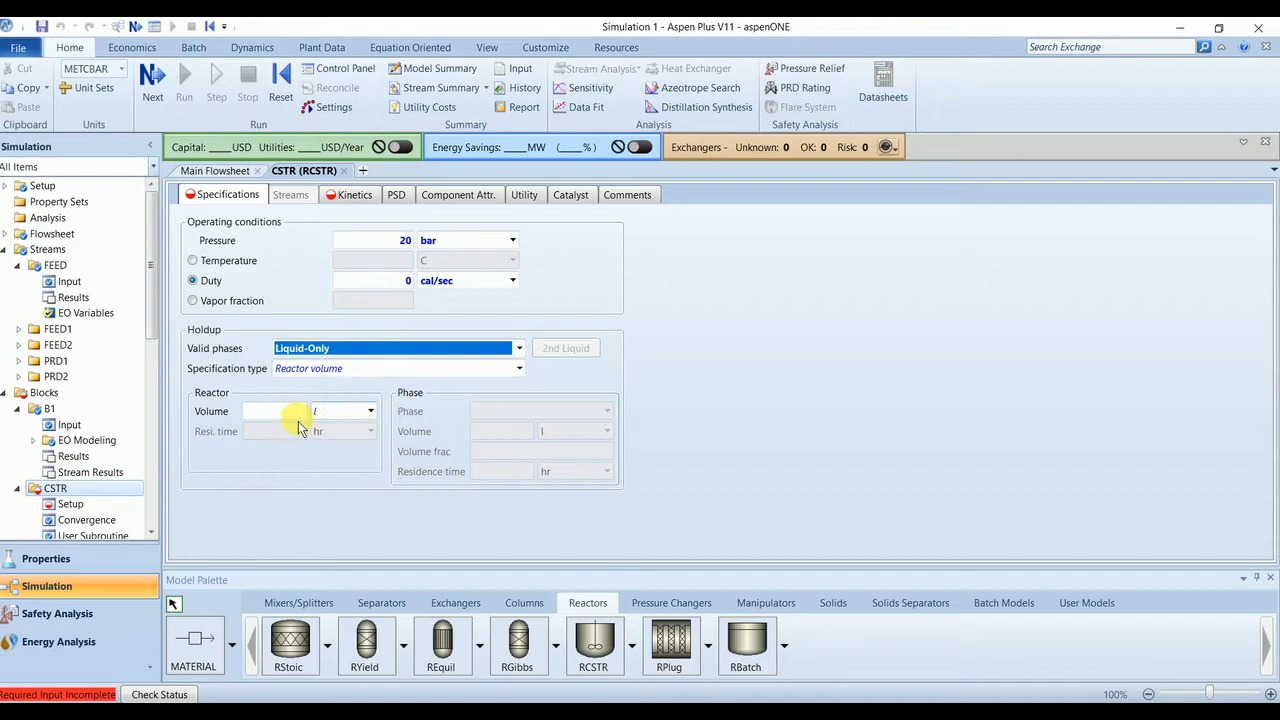 Simulation 1 - Aspen Plus V11 - aspenONE
File Home Economics Batch Dynamics Plant Data Equation Oriented View Customize Resources Search Exchange
Cut METCBAR Control Panel Model Summary Input Stream Analysis Heat Exchanger Pressure Relief
Copy Unit Sets Next Run Step Stop Reset Reconcile Stream Summary History Sensitivity Azeotrope Search PRD Rating Datasheets
Paste Settings Utility Costs Report Data Fit Distillation Synthesis Flare System
Clipboard Units Run Summary Analysis Safety Analysis
Simulation Capital: ____USD Utilities: ____USD/Year Energy Savings: ____MW (____%) Exchangers - Unknown: 0 OK: 0 Risk: 0
All Items Main Flowsheet CSTR (RCSTR)
Setup
Property Sets
Analysis
Flowsheet
Streams
FEED
Input
Results
EO Variables
FEED1
FEED2
PRD1
PRD2
Blocks
B1
Input
EO Modeling
Results
Stream Results
CSTR
Setup
Convergence
User Subroutine
Properties
Simulation
Safety Analysis
Energy Analysis
Specifications Streams Kinetics PSD Component Attr. Utility Catalyst Comments
Operating conditions
Pressure 20 bar
Temperature C
Duty 0 cal/sec
Vapor fraction
Holdup
Valid phases Liquid-Only 2nd Liquid
Specification type Reactor volume
Reactor
Volume l
Resi. time hr
Phase
Phase
Volume l
Volume frac
Residence time hr
Model Palette
Mixers/Splitters Separators Exchangers Columns Reactors Pressure Changers Manipulators Solids Solids Separators Batch Models User Models
MATERIAL RStoic RYield REquil RGibbs RCSTR RPlug RBatch
Required Input Incomplete Check Status 100%